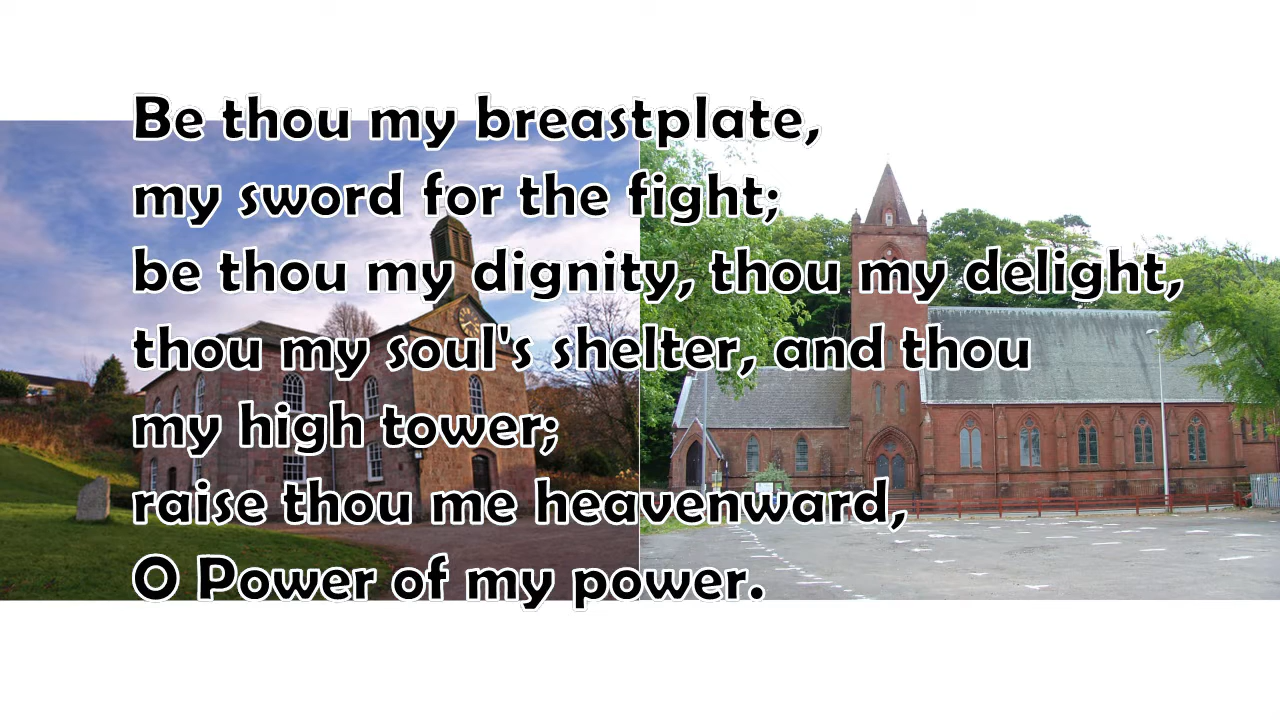 Be thou my breastplate,
my sword for the fight;
be thou my dignity, thou my delight,
thou my soul's shelter, and thou
my high tower;
raise thou me heavenward,
O Power of my power.